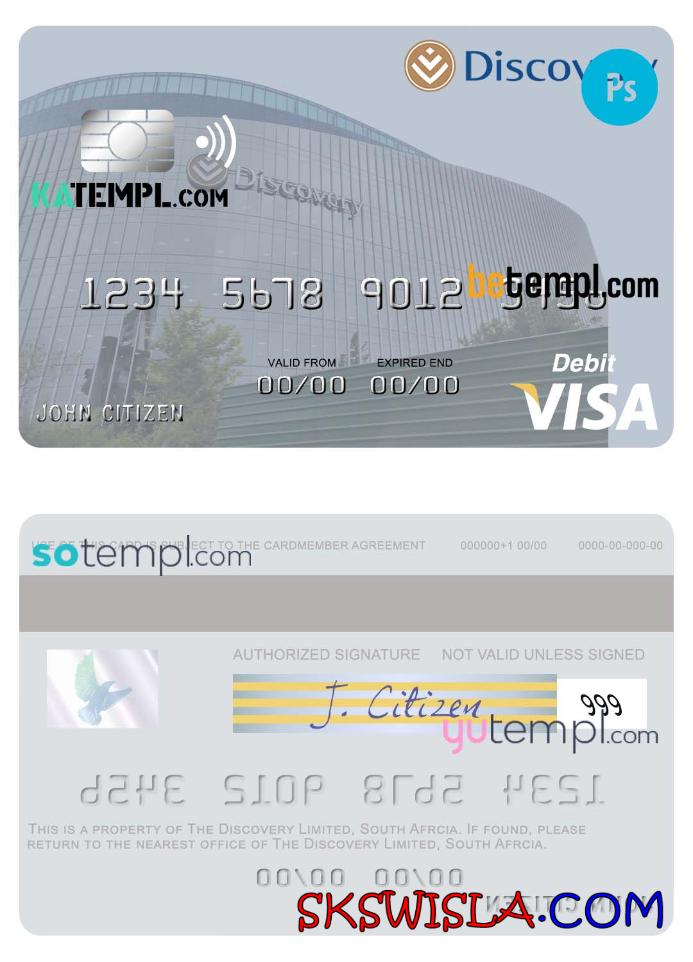 Discovery
Ps
Discovery
KATEMPL.COM
1234 5678 9012 3456
betempl.com
VALID FROM EXPIRED END
00/00 00/00
Debit
JOHN CITIZEN
VISA
USE OF THIS CARD IS SUBJECT TO THE CARDMEMBER AGREEMENT 000000+1 00/00 0000-00-000-00
sotempl.com
AUTHORIZED SIGNATURE NOT VALID UNLESS SIGNED
J. Citizen
999
yutempl.com
1234 5678 9012 3456
THIS IS A PROPERTY OF THE DISCOVERY LIMITED, SOUTH AFRCIA. IF FOUND, PLEASE
RETURN TO THE NEAREST OFFICE OF THE DISCOVERY LIMITED, SOUTH AFRCIA.
00/00 00/00
JOHN CITIZEN
SKSWISLA.COM